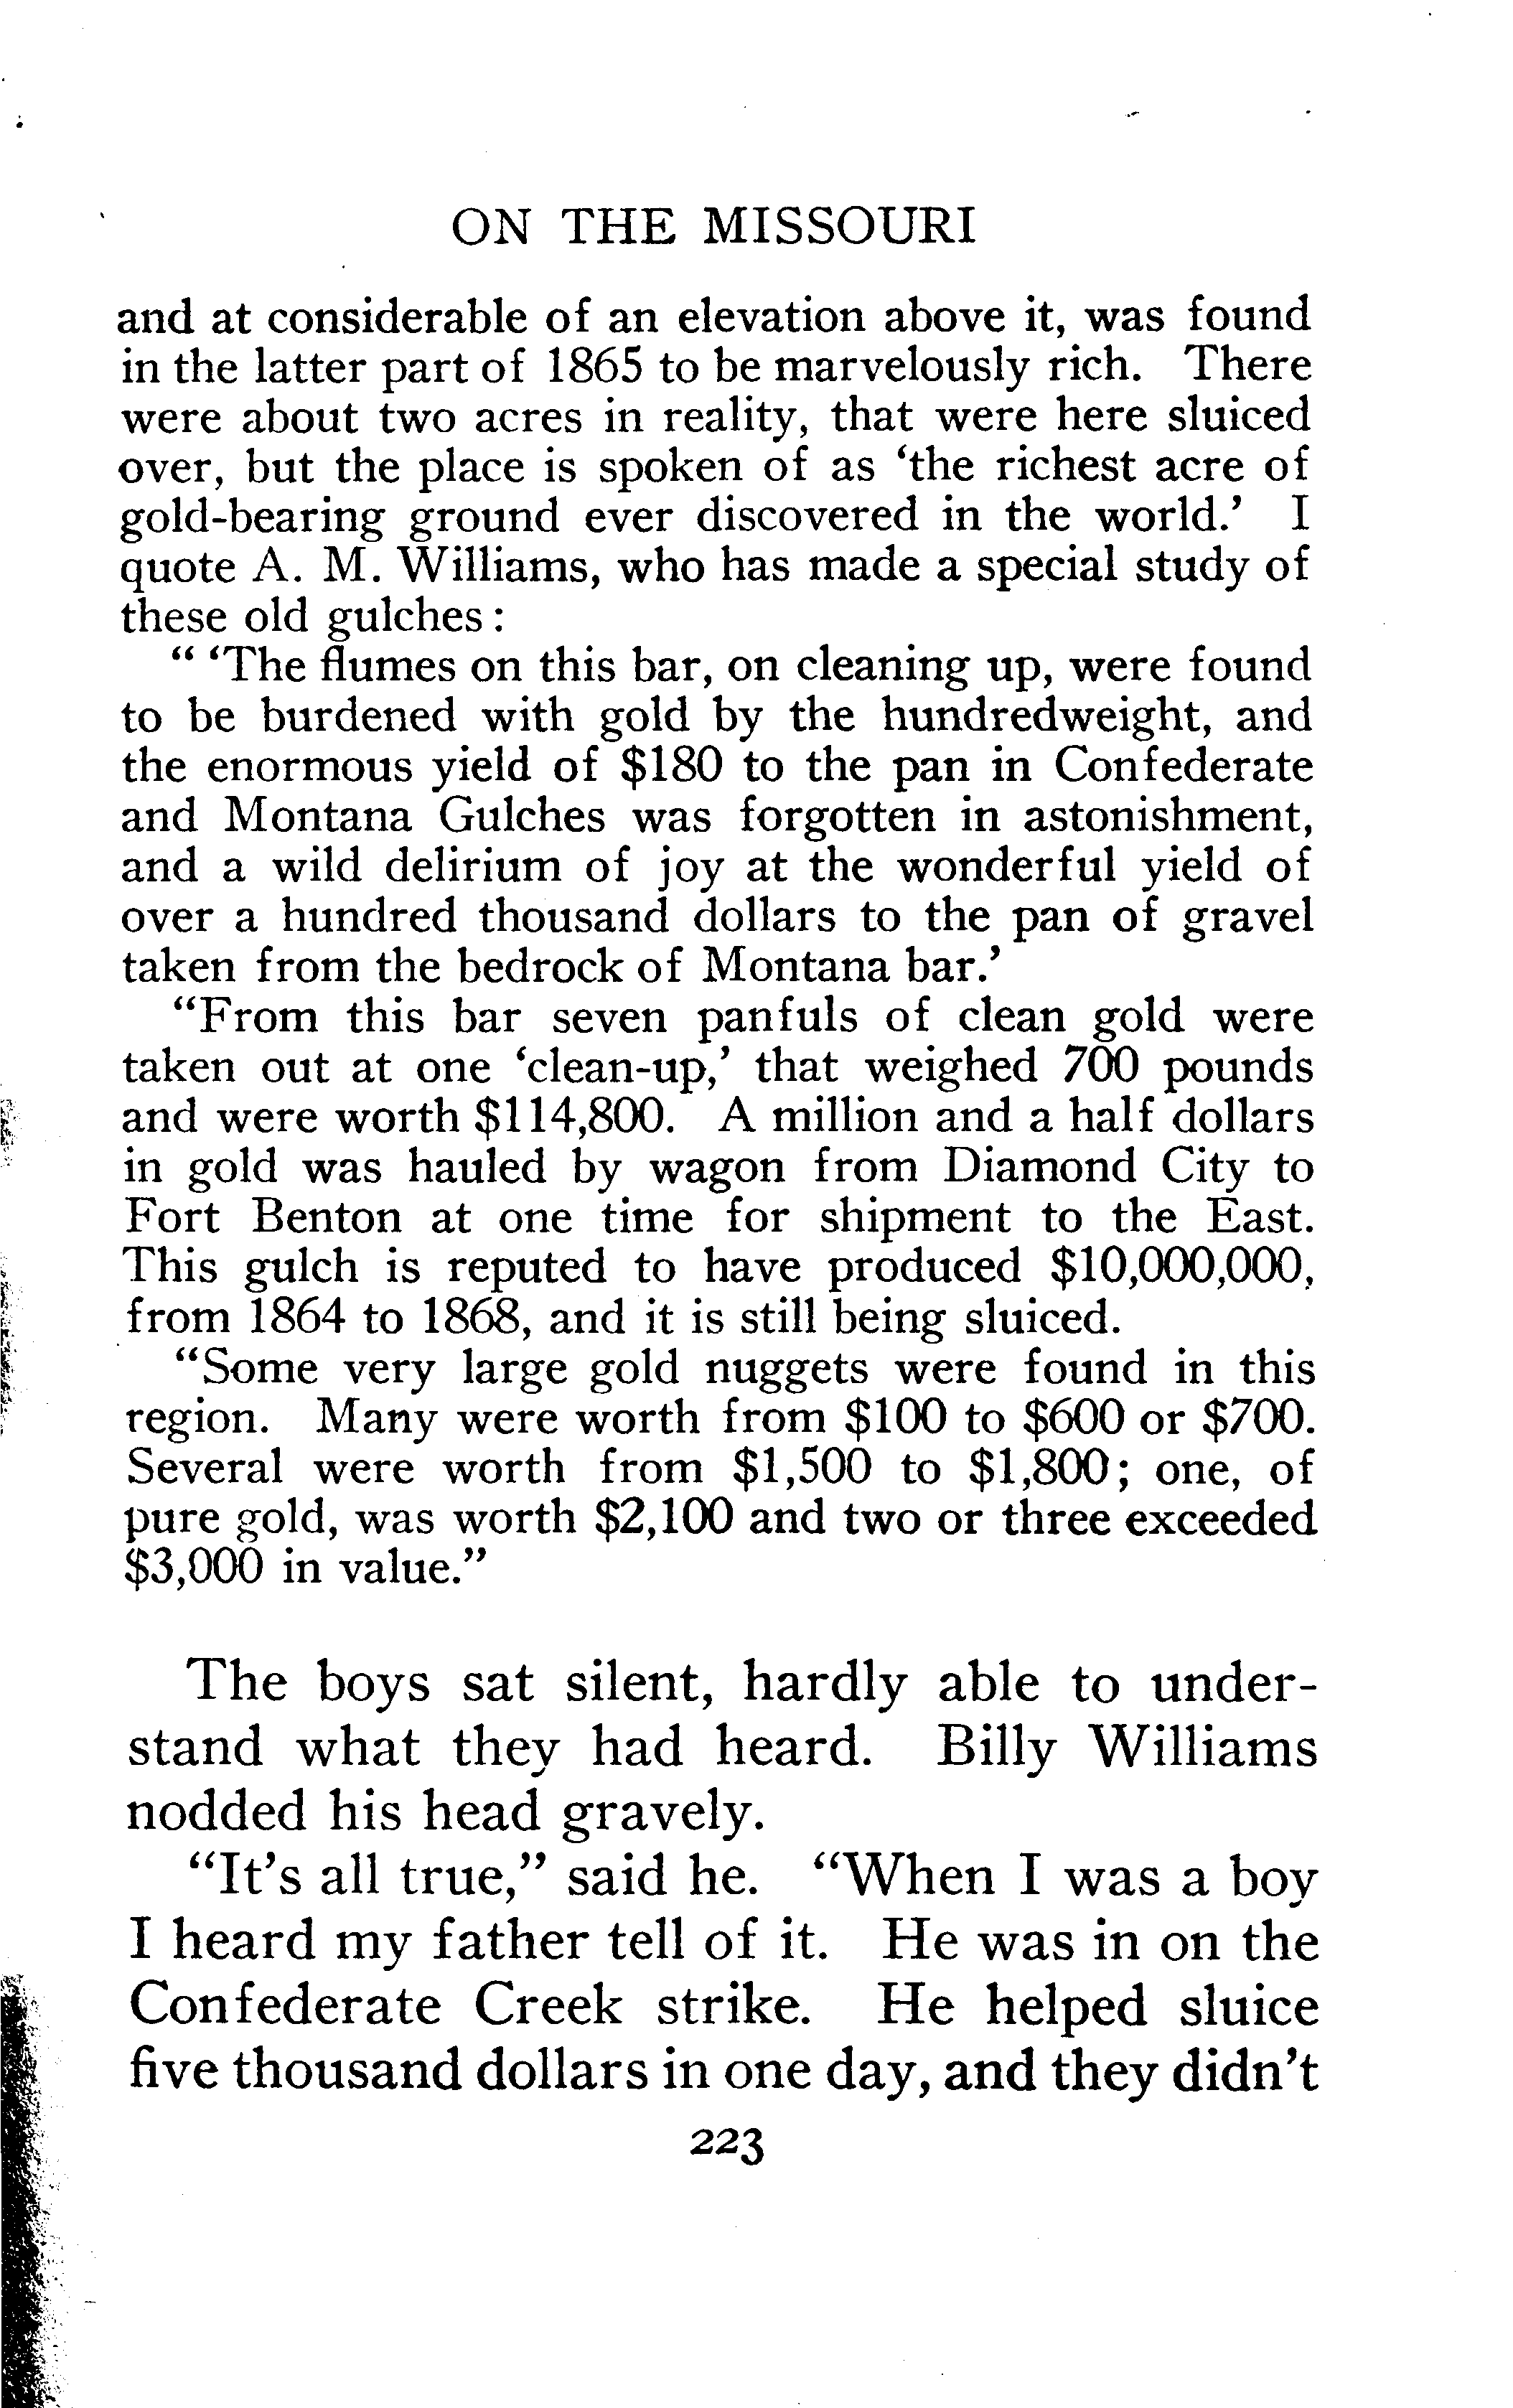 ON THE MISSOURI
and at considerable of an elevation above it, was found
in the latter part of 1865 to be marvelously rich. There
were about two acres in reality, that were here sluiced
over, but the place is spoken of as ‘the richest acre of
gold-bearing ground ever discovered in the world.’ I
quote A. M. Williams, who has made a special study of
these old gulches:
“ ‘The flumes on this bar, on cleaning up, were found
to be burdened with gold by the hundredweight, and
the enormous yield of $180 to the pan in Confederate
and Montana Gulches was forgotten in astonishment,
and a wild delirium of joy at the wonderful yield of
over a hundred thousand dollars to the pan of gravel
taken from the bedrock of Montana bar.’
“From this bar seven panfuls of clean gold were
taken out at one ‘clean-up,’ that weighed 700 pounds
and were worth $114,800. A million and a half dollars
in gold was hauled by wagon from Diamond City to
Fort Benton at one time for shipment to the East.
This gulch is reputed to have produced $10,000,000,
from 1864 to 1868, and it is still being sluiced.
“Some very large gold nuggets were found in this
region. Many were worth from $100 to $600 or $700.
Several were worth from $1,500 to $1,800; one, of
pure gold, was worth $2,100 and two or three exceeded
$3,000 in value.”
The boys sat silent, hardly able to under-
stand what they had heard. Billy Williams
nodded his head gravely.
“It’s all true,” said he. “When I was a boy
I heard my father tell of it. He was in on the
Confederate Creek strike. He helped sluice
five thousand dollars in one day, and they didn’t
223